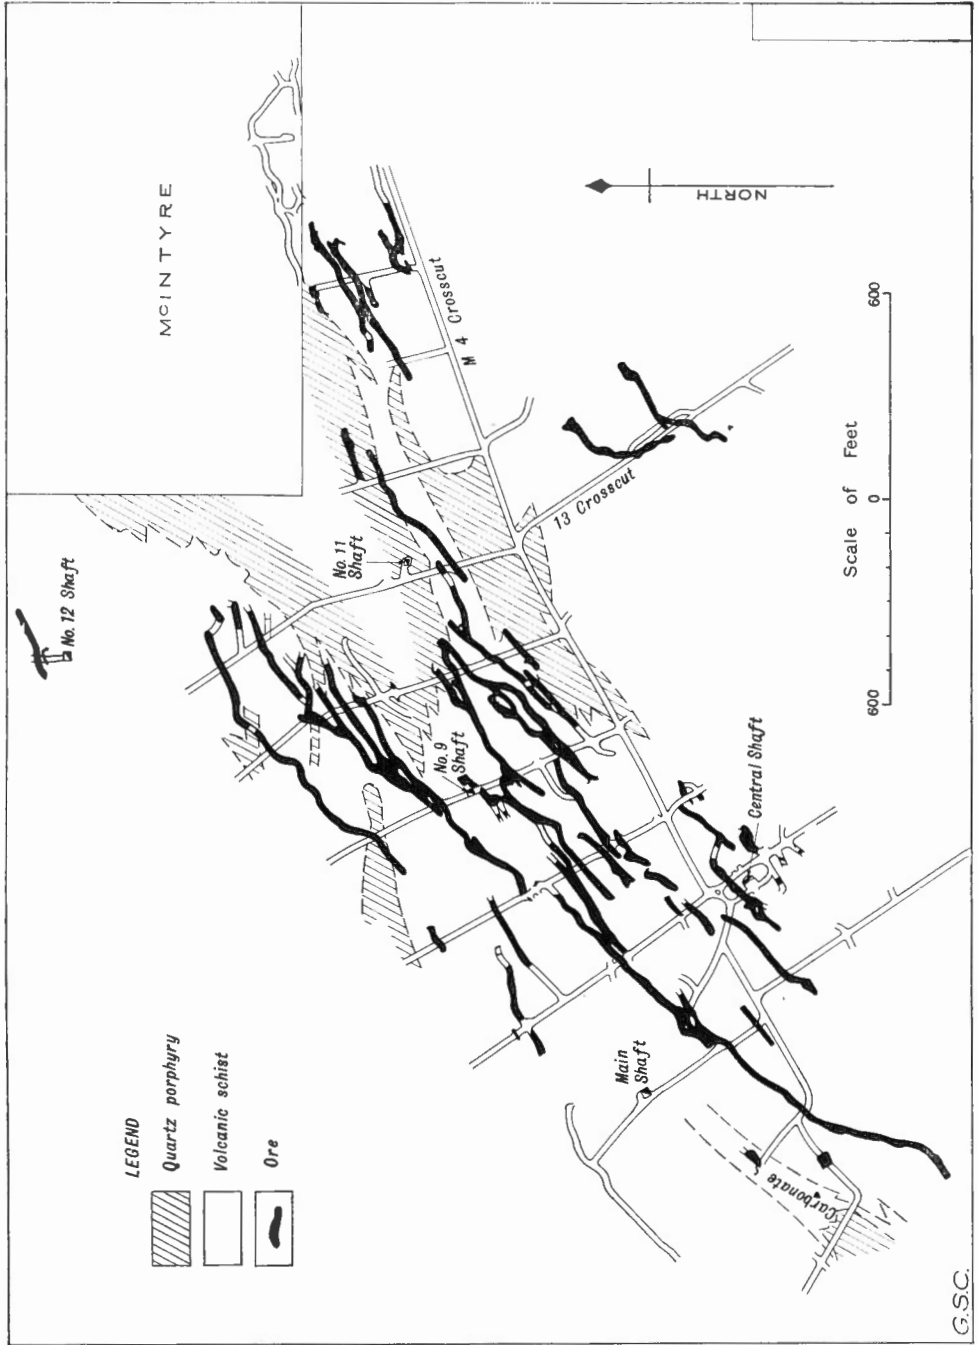 McINTYRE
NORTH
No. 12 Shaft
No. 11
Shaft
M 4 Crosscut
13 Crosscut
No. 9
Shaft
Central Shaft
Main
Shaft
Carbonate
600
0
600
Scale of Feet
LEGEND
Quartz porphyry
Volcanic schist
Ore
G.S.C.